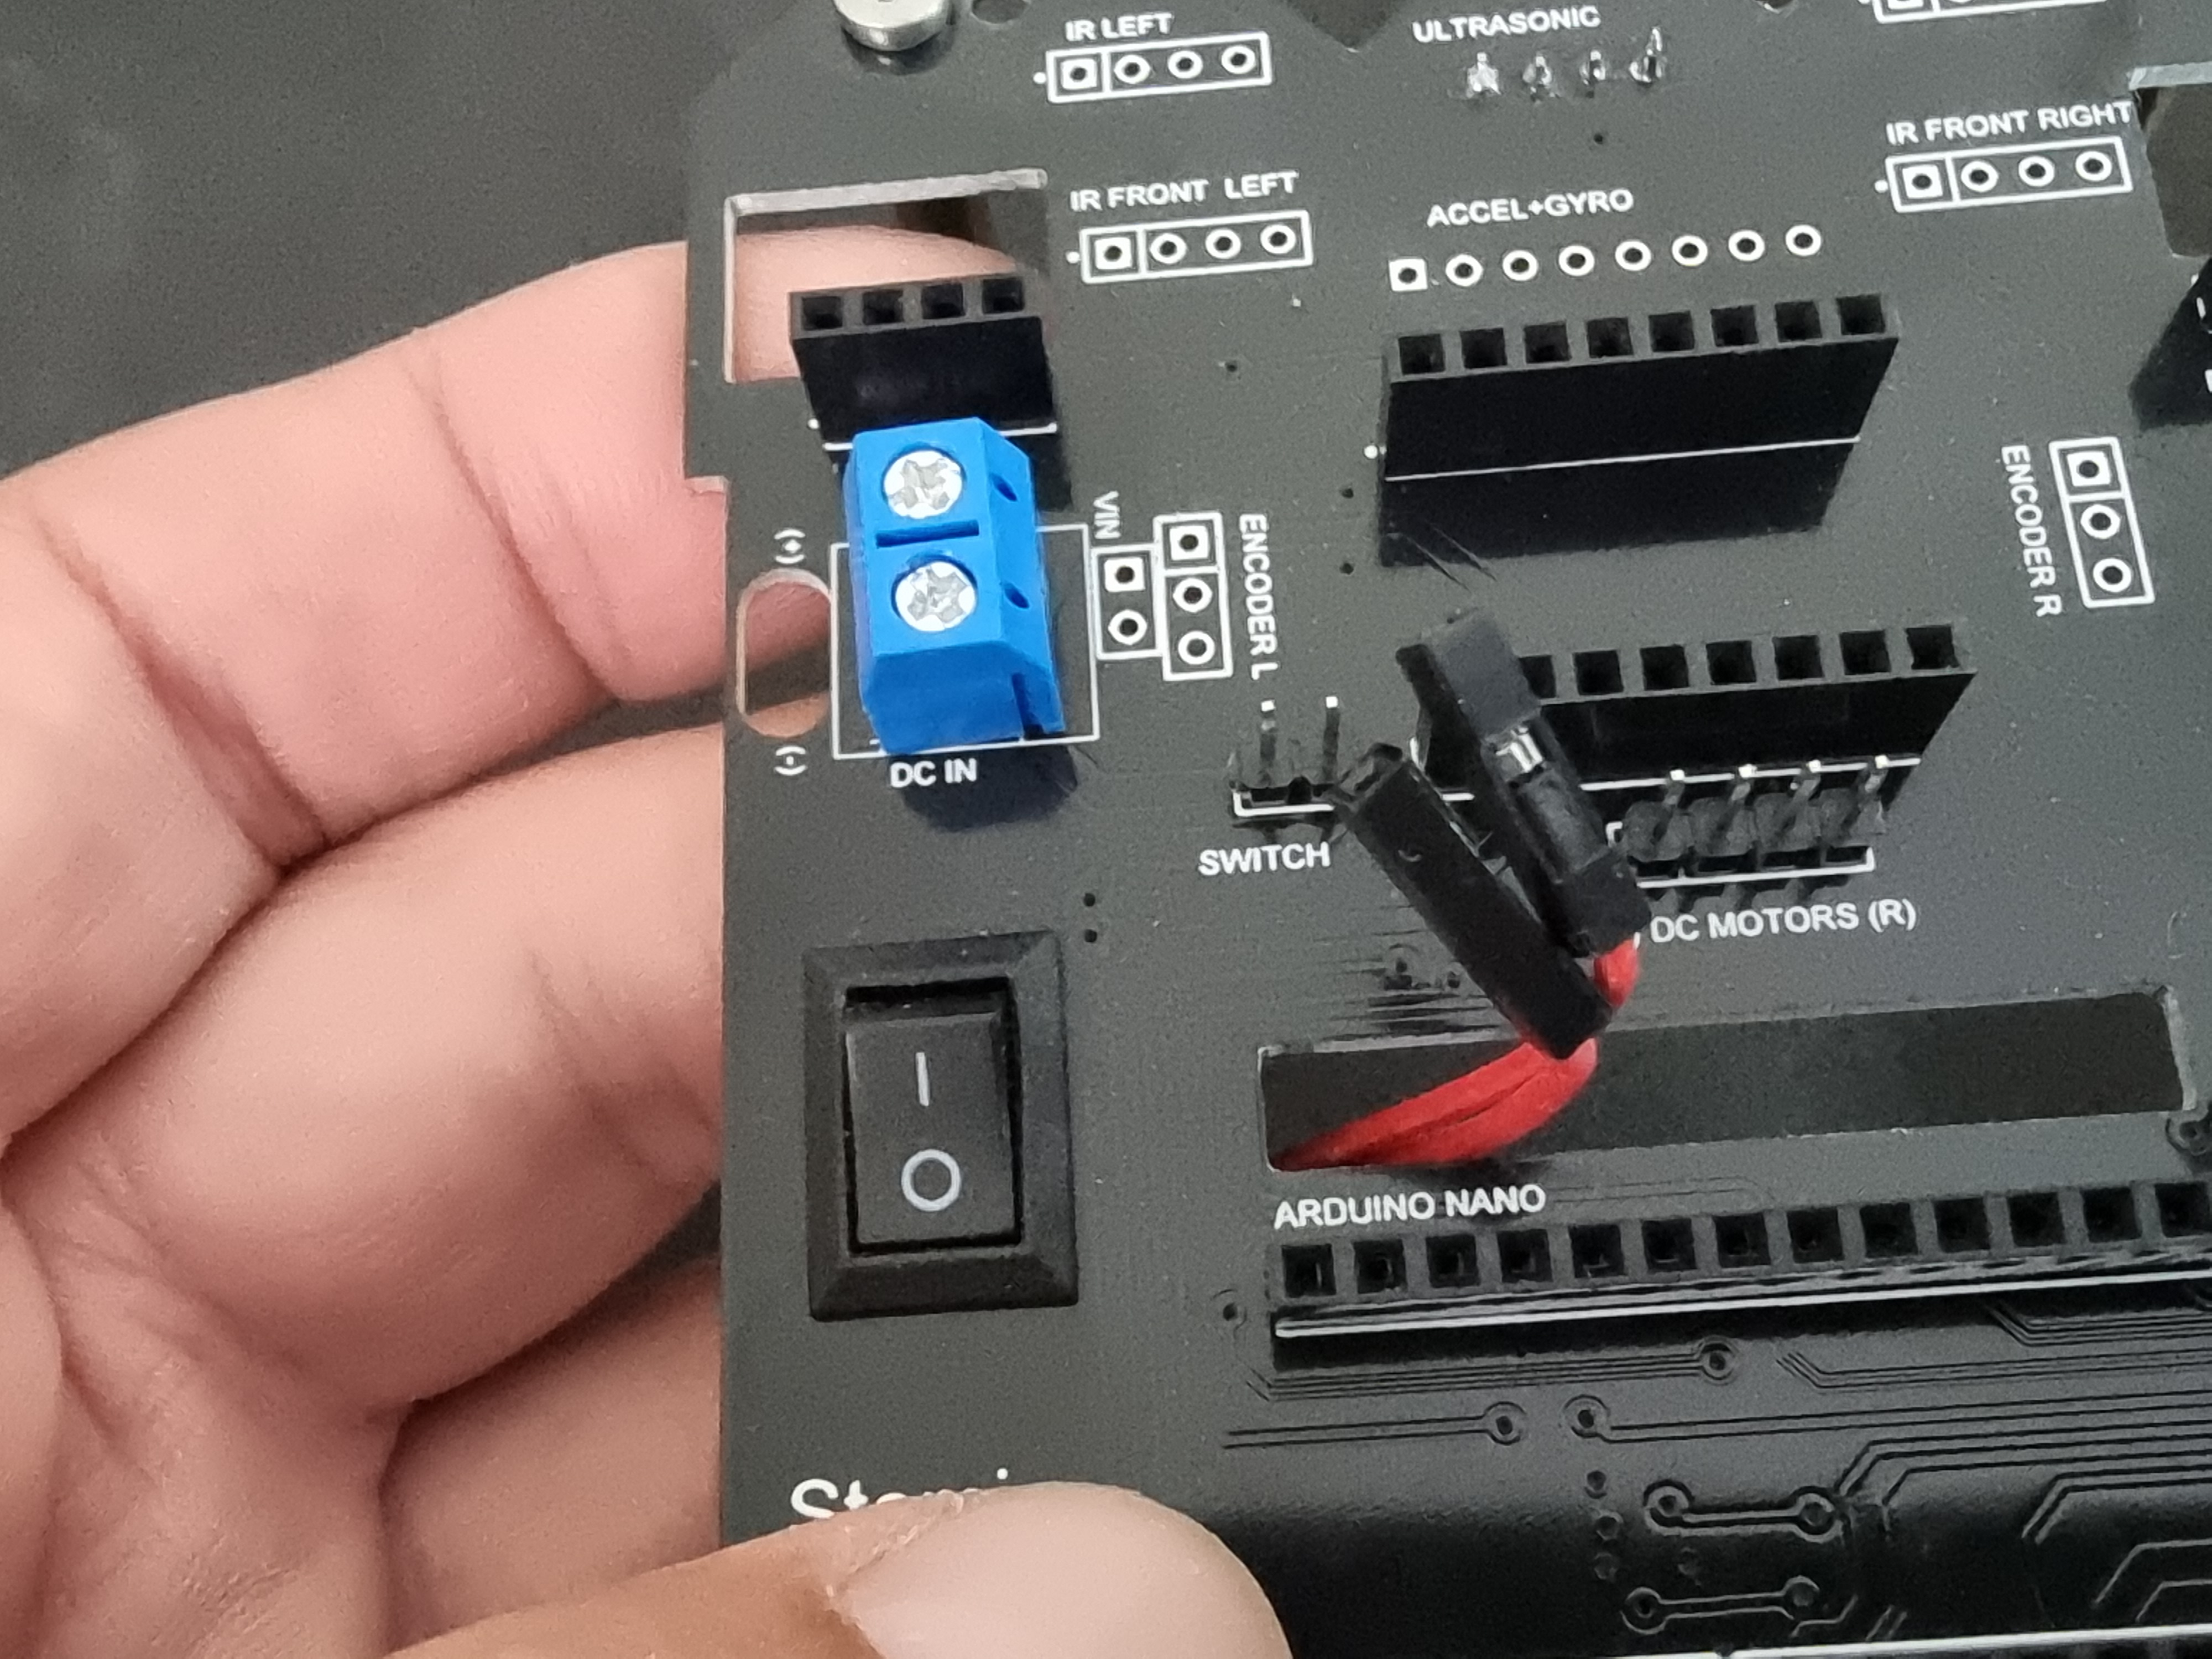 IR LEFT
ULTRASONIC
IR FRONT RIGHT
IR FRONT LEFT
ACCEL+GYRO
VIN
ENCODER L
ENCODER R
(+)
(-)
DC IN
SWITCH
DC MOTORS (R)
I
O
ARDUINO NANO